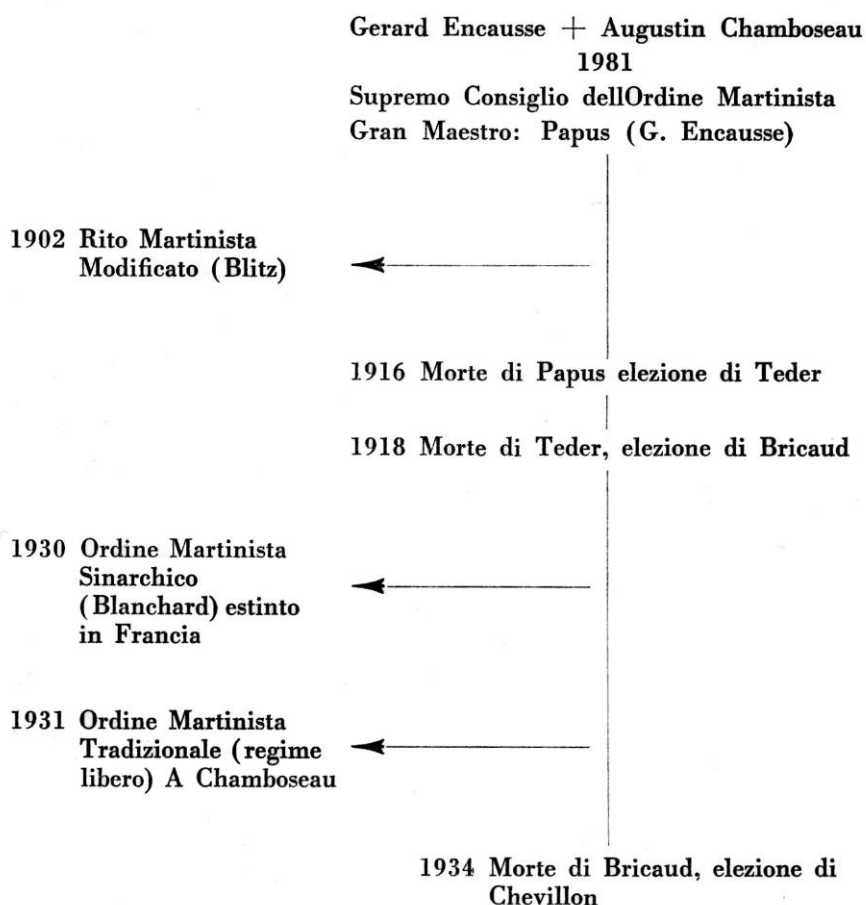 Gerard Encausse + Augustin Chamboseau
1981
Supremo Consiglio dellOrdine Martinista
Gran Maestro: Papus (G. Encausse)
1902 Rito Martinista
Modificato (Blitz)
1916 Morte di Papus elezione di Teder
1918 Morte di Teder, elezione di Bricaud
1930 Ordine Martinista
Sinarchico
(Blanchard) estinto
in Francia
1931 Ordine Martinista
Tradizionale (regime
libero) A Chamboseau
1934 Morte di Bricaud, elezione di
Chevillon